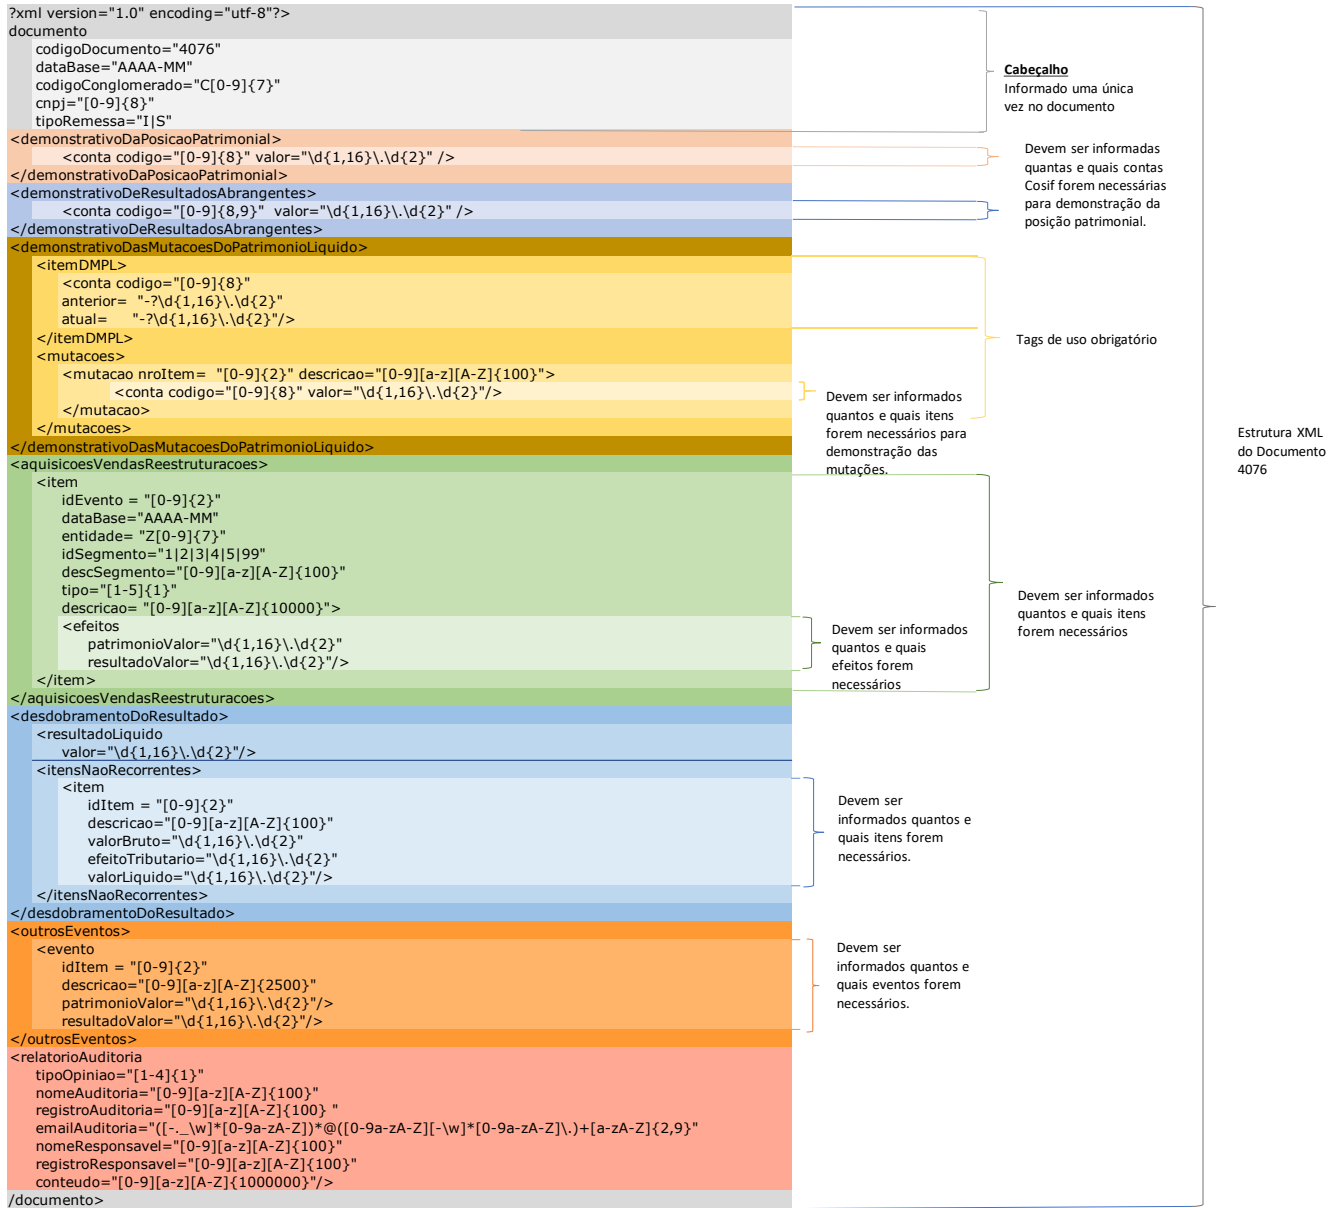 ?xml version="1.0" encoding="utf-8"?>
documento
codigoDocumento="4076"
dataBase="AAAA-MM"
codigoConglomerado="C[0-9]{7}"
cnpj="[0-9]{8}"
tipoRemessa="I|S"
Cabeçalho
Informado uma única
vez no documento
<demonstrativoDaPosicaoPatrimonial>
<conta codigo="[0-9]{8}" valor="\d{1,16}\.\d{2}" />
</demonstrativoDaPosicaoPatrimonial>
<demonstrativoDeResultadosAbrangentes>
<conta codigo="[0-9]{8,9}"  valor="\d{1,16}\.\d{2}" />
</demonstrativoDeResultadosAbrangentes>
Devem ser informadas
quantas e quais contas
Cosif forem necessárias
para demonstração da
posição patrimonial.
<demonstrativoDasMutacoesDoPatrimonioLiquido>
<itemDMPL>
<conta codigo="[0-9]{8}"
anterior=  "-?\d{1,16}\.\d{2}"
atual=    "-?\d{1,16}\.\d{2}"/>
</itemDMPL>
<mutacoes>
<mutacao nroItem=  "[0-9]{2}" descricao="[0-9][a-z][A-Z]{100}">
<conta codigo="[0-9]{8}" valor="\d{1,16}\.\d{2}"/>
</mutacao>
</mutacoes>
</demonstrativoDasMutacoesDoPatrimonioLiquido>
Tags de uso obrigatório
Devem ser informados
quantos e quais itens
forem necessários para
demonstração das
mutações.
Estrutura XML
do Documento
4076
<aquisicoesVendasReestruturacoes>
<item
idEvento = "[0-9]{2}"
dataBase="AAAA-MM"
entidade= "Z[0-9]{7}"
idSegmento="1|2|3|4|5|99"
descSegmento="[0-9][a-z][A-Z]{100}"
tipo="[1-5]{1}"
descricao= "[0-9][a-z][A-Z]{10000}">
<efeitos
patrimonioValor="\d{1,16}\.\d{2}"
resultadoValor="\d{1,16}\.\d{2}"/>
</item>
</aquisicoesVendasReestruturacoes>
Devem ser informados
quantos e quais
efeitos forem
necessários
Devem ser informados
quantos e quais itens
forem necessários
<desdobramentoDoResultado>
<resultadoLiquido
valor="\d{1,16}\.\d{2}"/>
<itensNaoRecorrentes>
<item
idItem = "[0-9]{2}"
descricao="[0-9][a-z][A-Z]{100}"
valorBruto="\d{1,16}\.\d{2}"
efeitoTributario="\d{1,16}\.\d{2}"
valorLiquido="\d{1,16}\.\d{2}"/>
</itensNaoRecorrentes>
</desdobramentoDoResultado>
Devem ser
informados quantos e
quais itens forem
necessários.
<outrosEventos>
<evento
idItem = "[0-9]{2}"
descricao="[0-9][a-z][A-Z]{2500}"
patrimonioValor="\d{1,16}\.\d{2}"/>
resultadoValor="\d{1,16}\.\d{2}"/>
</outrosEventos>
Devem ser
informados quantos e
quais eventos forem
necessários.
<relatorioAuditoria
tipoOpiniao="[1-4]{1}"
nomeAuditoria="[0-9][a-z][A-Z]{100}"
registroAuditoria="[0-9][a-z][A-Z]{100} "
emailAuditoria="([-._\w]*[0-9a-zA-Z])*@([0-9a-zA-Z][-\w]*[0-9a-zA-Z]\.)+[a-zA-Z]{2,9}"
nomeResponsavel="[0-9][a-z][A-Z]{100}"
registroResponsavel="[0-9][a-z][A-Z]{100}"
conteudo="[0-9][a-z][A-Z]{1000000}"/>
/documento>